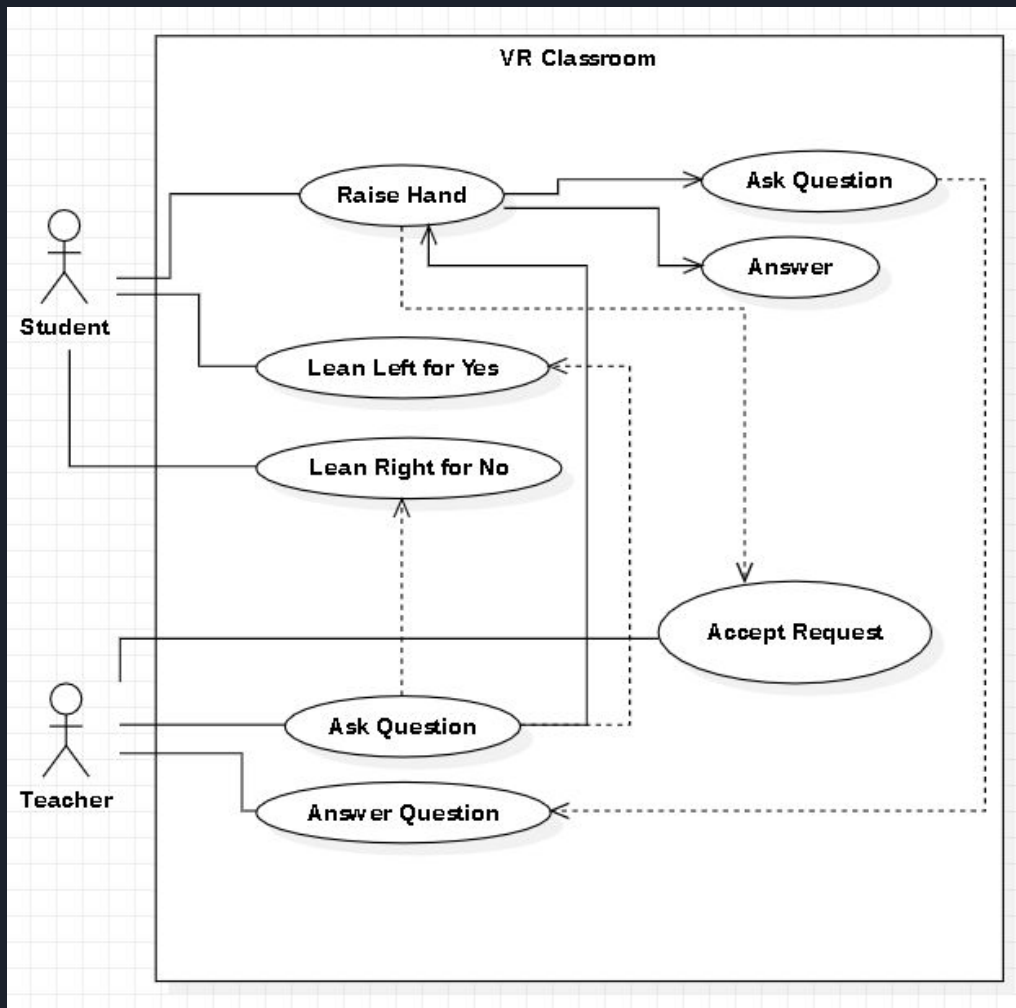 VR Classroom
Raise Hand
Ask Question
Answer
Student
Lean Left for Yes
Lean Right for No
Accept Request
Ask Question
Teacher
Answer Question